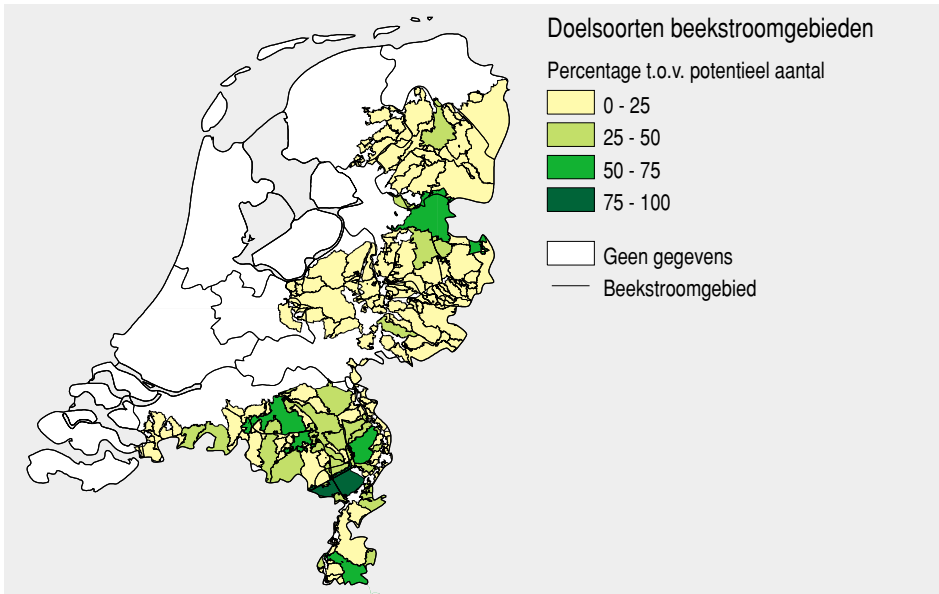 Doelsoorten beekstroomgebieden
Percentage t.o.v. potentieel aantal
0 - 25
25 - 50
50 - 75
75 - 100
Geen gegevens
Beekstroomgebied